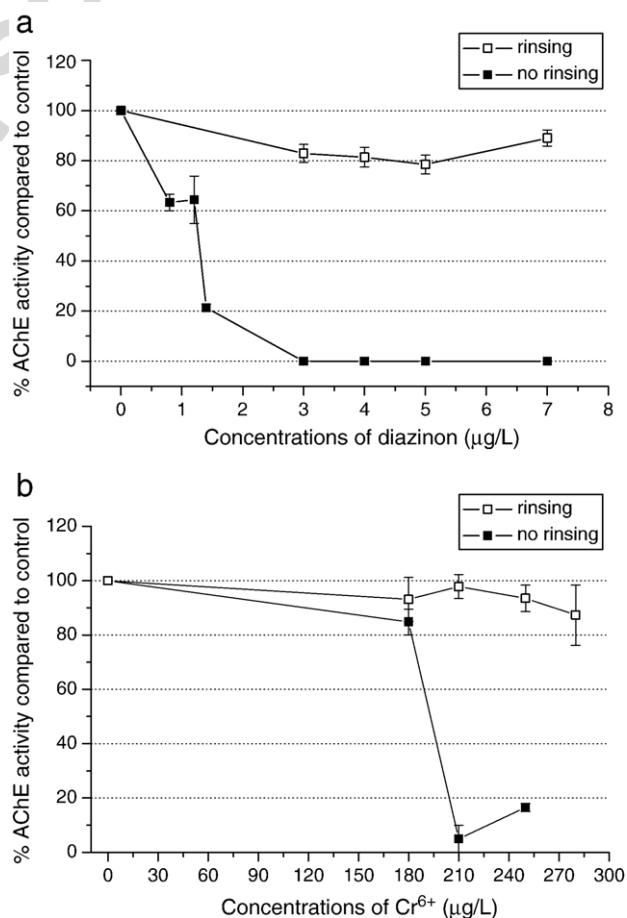 a
rinsing
no rinsing
% AChE activity compared to control
120
100
80
60
40
20
0
0 1 2 3 4 5 6 7 8
Concentrations of diazinon (μg/L)
b
rinsing
no rinsing
% AChE activity compared to control
120
100
80
60
40
20
0
0 30 60 90 120 150 180 210 240 270 300
Concentrations of Cr⁶⁺ (μg/L)